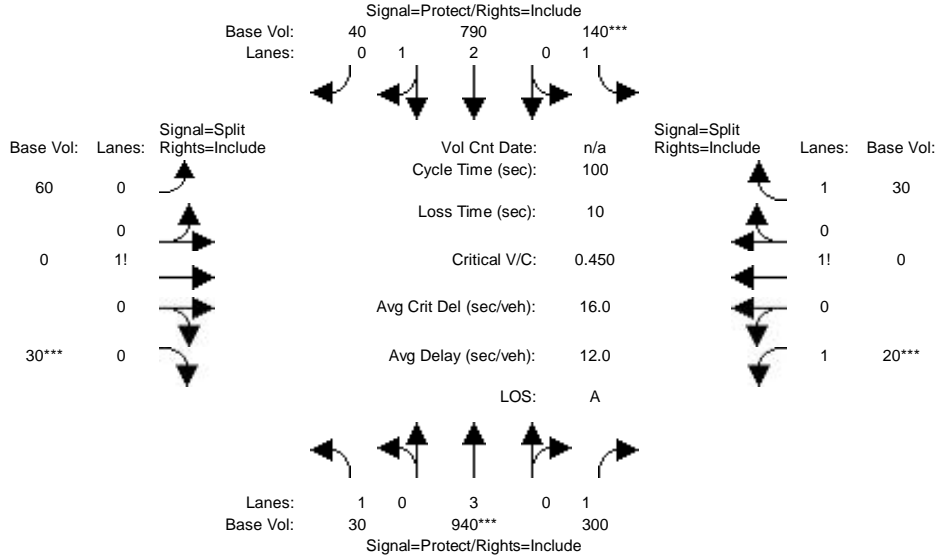 Signal=Protect/Rights=Include
Base Vol: 40 790 140***
Lanes: 0 1 2 0 1
Signal=Split
Rights=Include
Base Vol: Lanes:
Vol Cnt Date: n/a
Signal=Split
Rights=Include
Lanes: Base Vol:
Cycle Time (sec): 100
60 0
1 30
Loss Time (sec): 10
0
0
0 1!
Critical V/C: 0.450
1! 0
0
Avg Crit Del (sec/veh): 16.0
0
30*** 0
Avg Delay (sec/veh): 12.0
1 20***
LOS: A
Lanes: 1 0 3 0 1
Base Vol: 30 940*** 300
Signal=Protect/Rights=Include